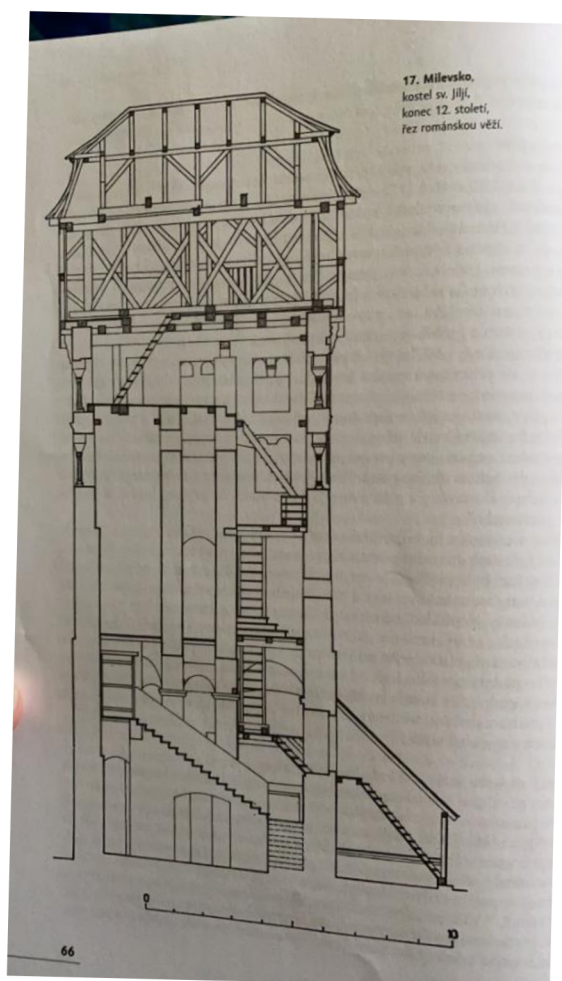 17. Milevsko,
kostel sv. Jiljí,
konec 12. století,
řez románskou věží.
0
10
66